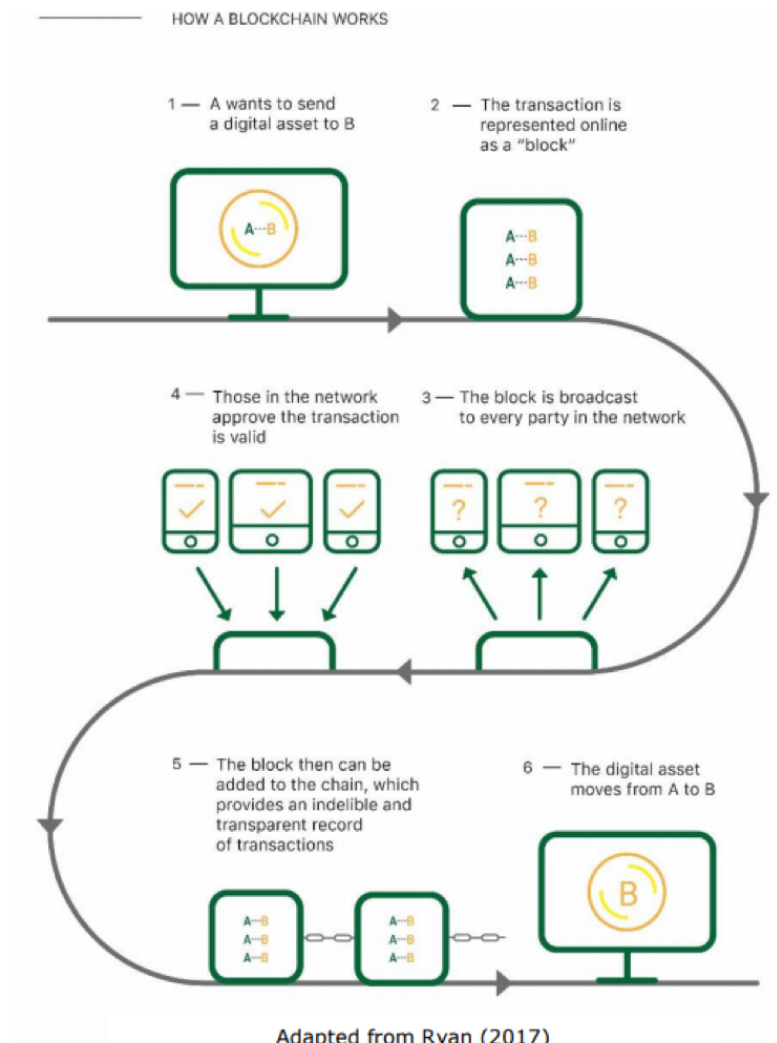 HOW A BLOCKCHAIN WORKS
1 — A wants to send
a digital asset to B
2 — The transaction is
represented online
as a “block”
A---B
A---B
A---B
A---B
4 — Those in the network
approve the transaction
is valid
3 — The block is broadcast
to every party in the network
? ? ?
5 — The block then can be
added to the chain, which
provides an indelible and
transparent record
of transactions
6 — The digital asset
moves from A to B
A---B A---B
A---B A---B
A---B A---B
B
Adapted from Ryan (2017)